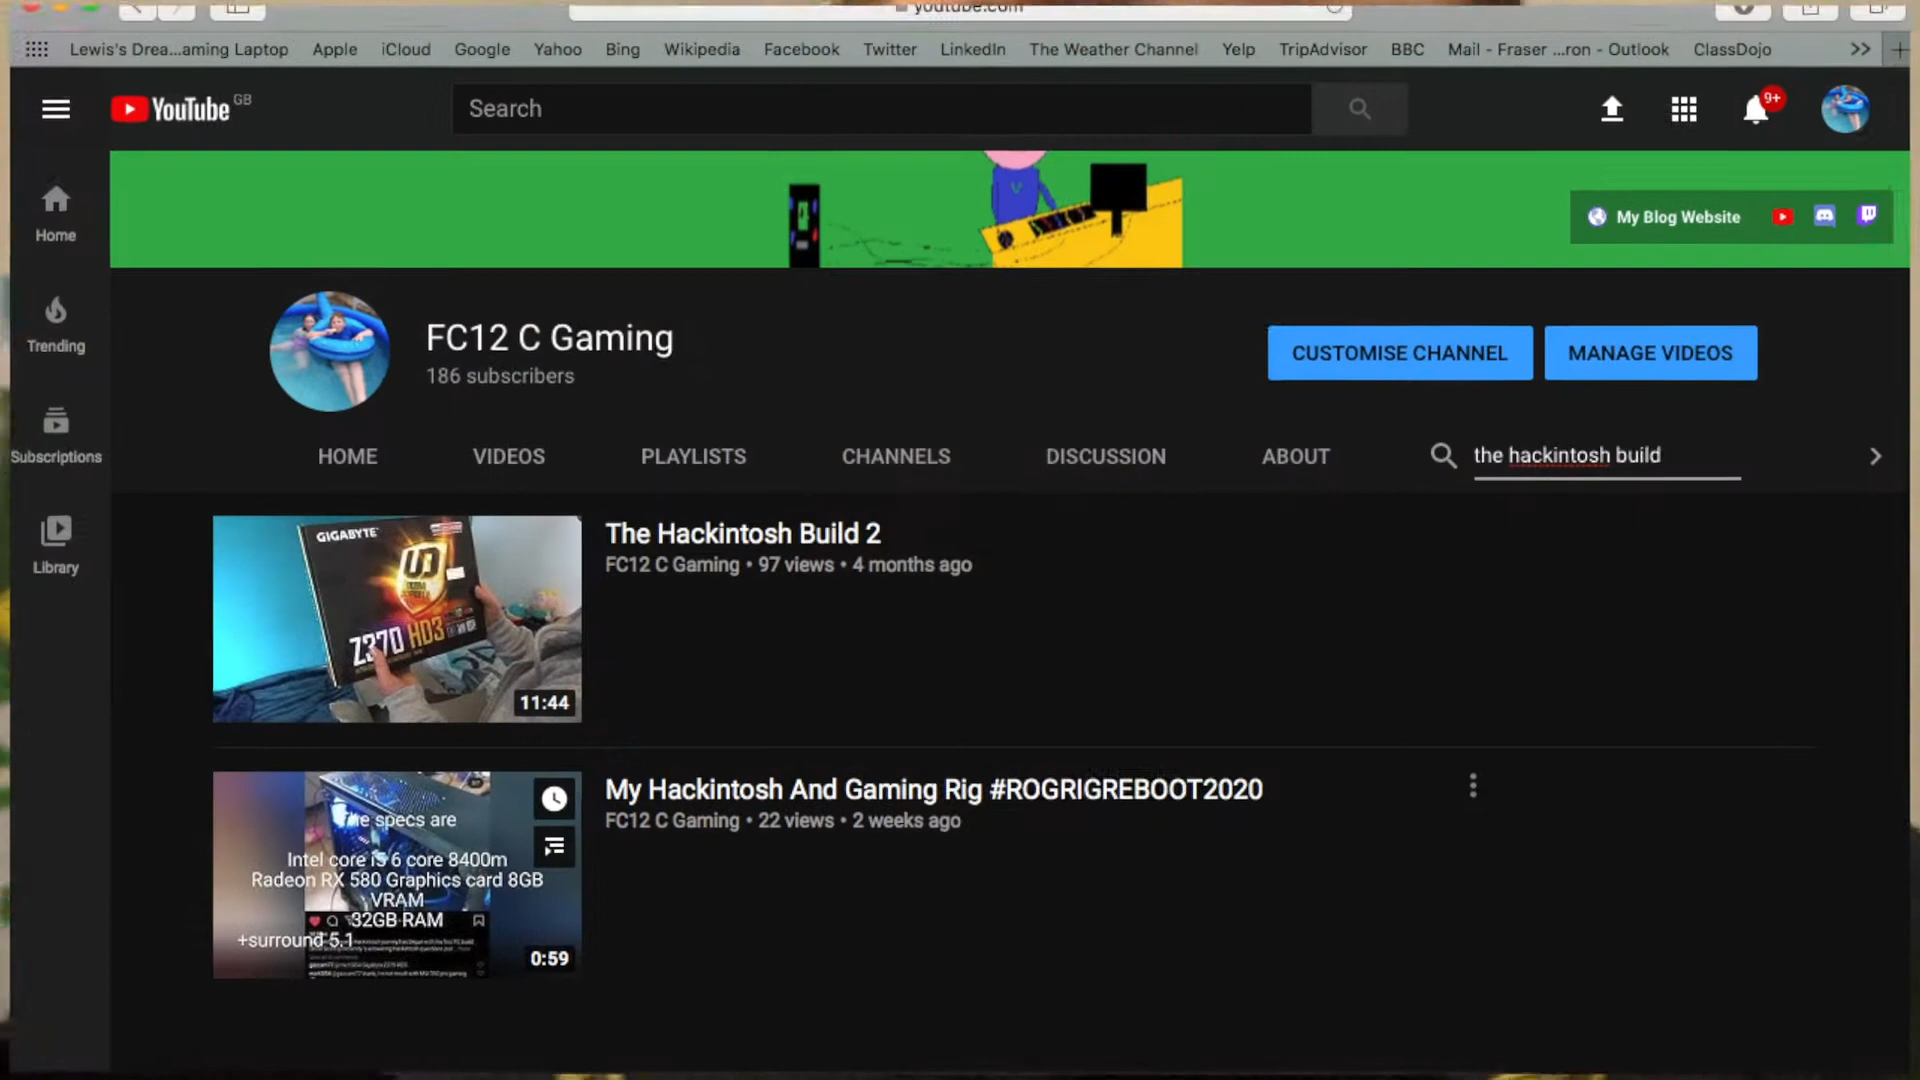 youtube.com
Lewis's Drea...aming Laptop Apple iCloud Google Yahoo Bing Wikipedia Facebook Twitter LinkedIn The Weather Channel Yelp TripAdvisor BBC Mail - Fraser ...ron - Outlook ClassDojo
YouTube GB
Search
9+
Home
Trending
Subscriptions
Library
My Blog Website
FC12 C Gaming
186 subscribers
CUSTOMISE CHANNEL
MANAGE VIDEOS
HOME VIDEOS PLAYLISTS CHANNELS DISCUSSION ABOUT the hackintosh build
GIGABYTE
Z370 HD3
11:44
The Hackintosh Build 2
FC12 C Gaming • 97 views • 4 months ago
The specs are
Intel core i5 6 core 8400m
Radeon RX 580 Graphics card 8GB
VRAM
32GB RAM
+surround 5.1
0:59
My Hackintosh And Gaming Rig #ROGRIGREBOOT2020
FC12 C Gaming • 22 views • 2 weeks ago